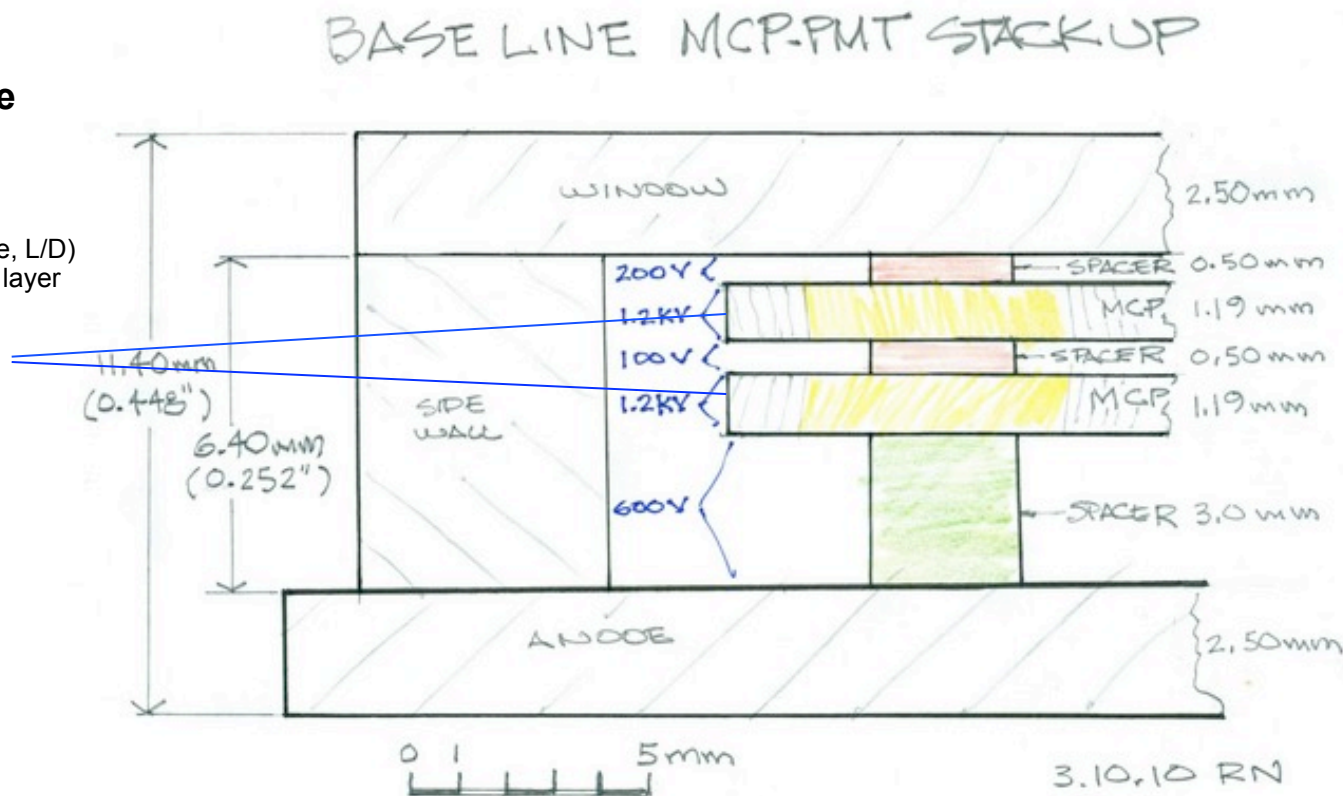 BASE LINE MCP-PMT STACKUP
e
WINDOW
2.50mm
e, L/D)
layer
200V
SPACER 0.50mm
1.2KV
MCP 1.19mm
11.40mm
(0.448")
100V
SPACER 0.50mm
1.2KV
MCP 1.19mm
SIDE
WALL
6.40mm
(0.252")
600V
SPACER 3.0mm
ANODE
2.50mm
0 1 5mm
3.10.10 RN